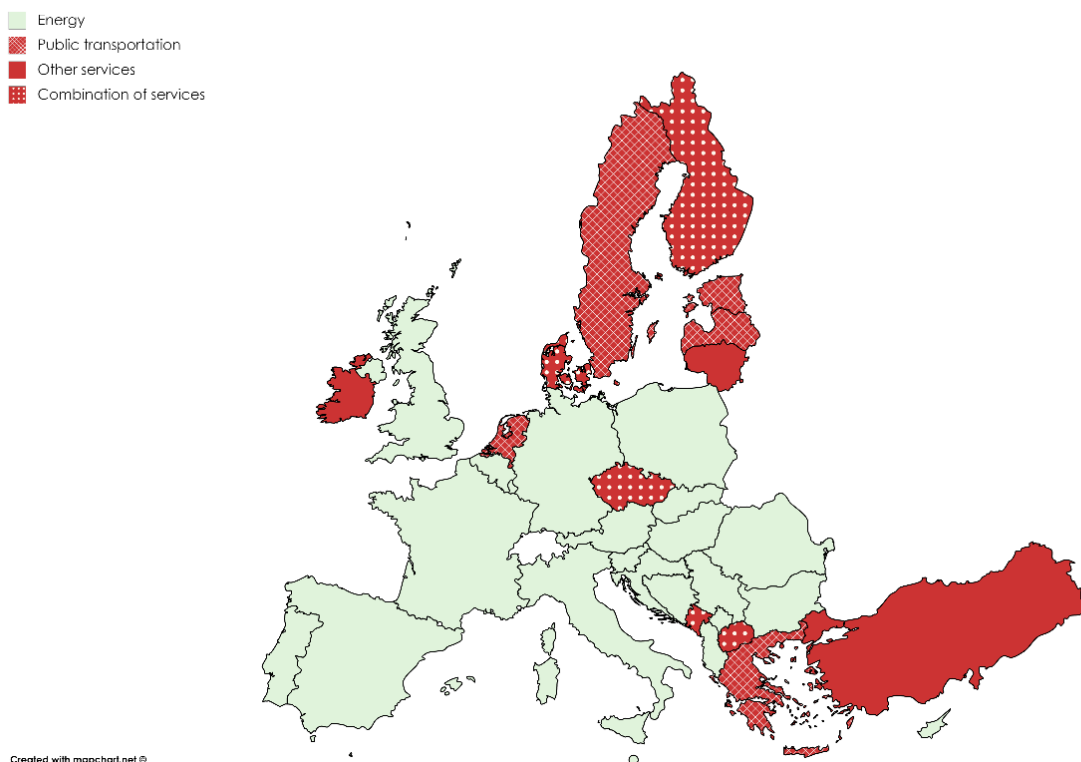 Energy
Public transportation
Other services
Combination of services
Created with mapchart.net ©